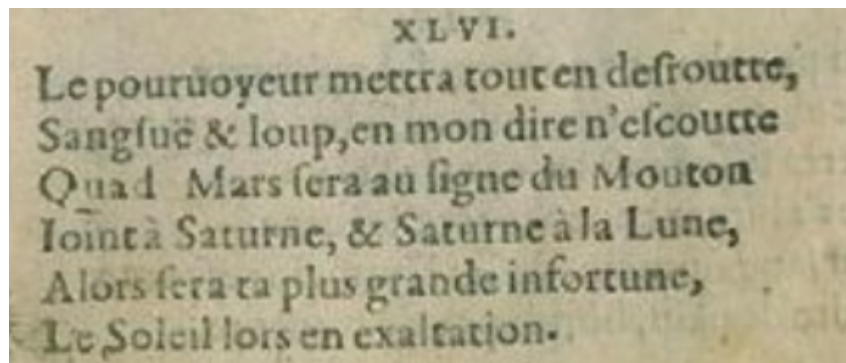 XLVI.
Le pouruoyeur mettra tout en desroutte,
Sangſuë & loup, en mon dire n'eſcoutte
Quãd Mars ſera au ſigne du Mouton
Ioint à Saturne, & Saturne à la Lune,
Alors ſera ta plus grande infortune,
Le Soleil lors en exaltation.